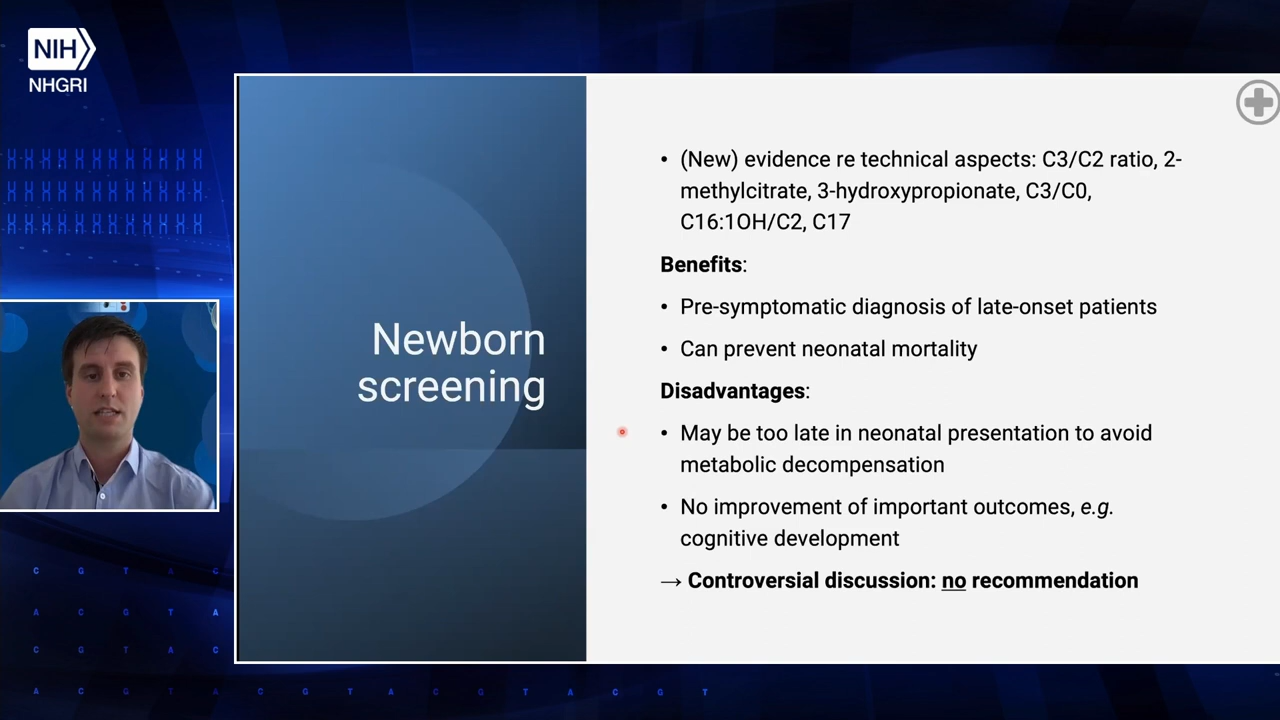 NIH
NHGRI
Newborn
screening
• (New) evidence re technical aspects: C3/C2 ratio, 2-
methylcitrate, 3-hydroxypropionate, C3/C0,
C16:1OH/C2, C17
Benefits:
• Pre-symptomatic diagnosis of late-onset patients
• Can prevent neonatal mortality
Disadvantages:
• May be too late in neonatal presentation to avoid
metabolic decompensation
• No improvement of important outcomes, e.g.
cognitive development
→ Controversial discussion: no recommendation
C G T A C
A C G T A
C G T A C
A C G T A C G T A C G T A C G T